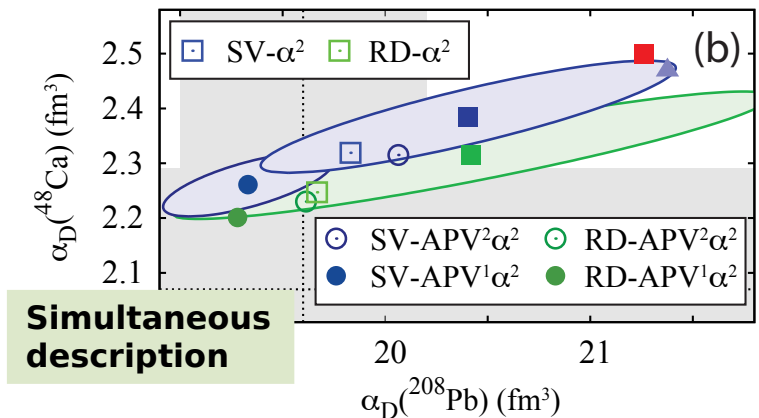 (b)
SV-α²
RD-α²
2.5
2.4
2.3
2.2
2.1
α_D(⁴⁸Ca) (fm³)
SV-APV²α²
RD-APV²α²
SV-APV¹α²
RD-APV¹α²
Simultaneous
description
20
21
α_D(²⁰⁸Pb) (fm³)